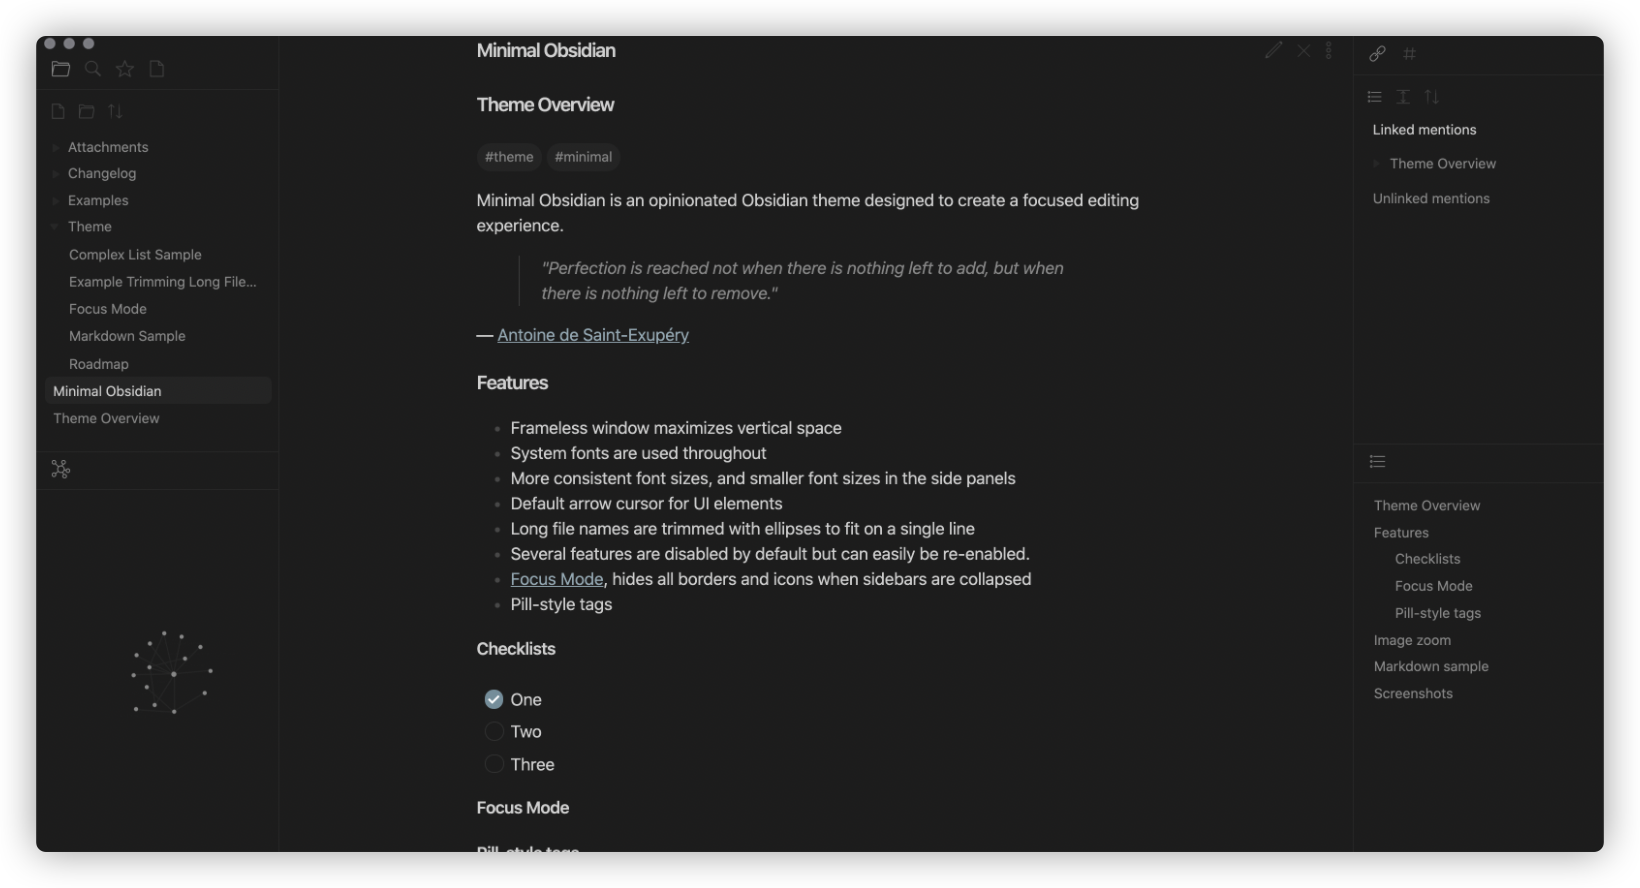 Attachments
Changelog
Examples
Theme
Complex List Sample
Example Trimming Long File...
Focus Mode
Markdown Sample
Roadmap
Minimal Obsidian
Theme Overview
Minimal Obsidian
Theme Overview
#theme #minimal
Minimal Obsidian is an opinionated Obsidian theme designed to create a focused editing
experience.
"Perfection is reached not when there is nothing left to add, but when
there is nothing left to remove."
— Antoine de Saint-Exupéry
Features
Frameless window maximizes vertical space
System fonts are used throughout
More consistent font sizes, and smaller font sizes in the side panels
Default arrow cursor for UI elements
Long file names are trimmed with ellipses to fit on a single line
Several features are disabled by default but can easily be re-enabled.
Focus Mode, hides all borders and icons when sidebars are collapsed
Pill-style tags
Checklists
One
Two
Three
Focus Mode
Pill-style tags
Linked mentions
Theme Overview
Unlinked mentions
Theme Overview
Features
Checklists
Focus Mode
Pill-style tags
Image zoom
Markdown sample
Screenshots